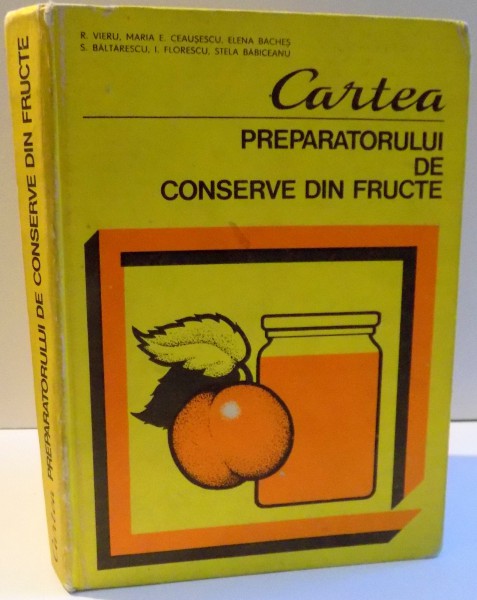 R. VIERU, MARIA E. CEAUȘESCU, ELENA BACHEȘ
S. BĂLTĂRESCU, I. FLORESCU, STELA BABICEANU
Cartea
PREPARATORULUI
DE
CONSERVE DIN FRUCTE
Cartea PREPARATORULUI DE CONSERVE DIN FRUCTE